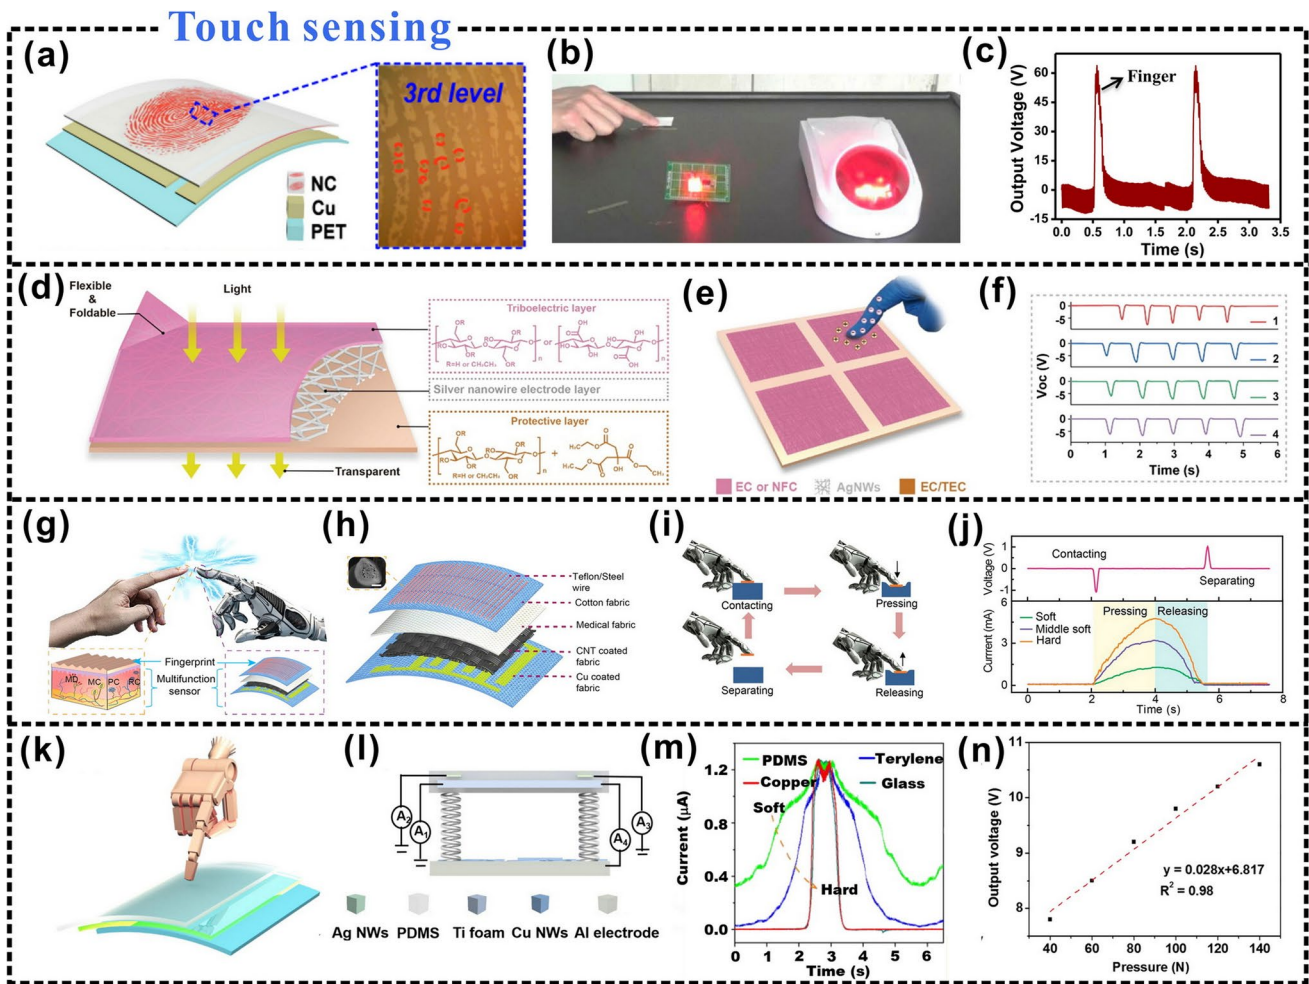 Touch sensing
(a)
3rd level
NC
Cu
PET
(b)
(c)
Output Voltage (V)
60
45
30
15
0
-15
Finger
0.0 0.5 1.0 1.5 2.0 2.5 3.0 3.5
Time (s)
(d)
Flexible
&
Foldable
Light
Transparent
Triboelectric layer
or
R=H or CH₂CH₃
Silver nanowire electrode layer
Protective layer
+
R=H or CH₂CH₃
(e)
EC or NFC AgNWs EC/TEC
(f)
Voc (V)
0
-5
1
0
-5
2
0
-5
3
0
-5
4
0 1 2 3 4 5 6
Time (s)
(g)
Fingerprint
Multifunction
sensor
MD MC PC RC
(h)
Teflon/Steel
wire
Cotton fabric
Medical fabric
CNT coated
fabric
Cu coated
fabric
(i)
Contacting
Pressing
Separating
Releasing
(j)
Voltage (V)
1
0
-1
Contacting
Separating
Currrent (mA)
6
3
0
Soft
Middle soft
Hard
Pressing Releasing
0 2 4 6 8
Time (s)
(k)
(l)
A₂
A₁
A₃
A₄
Ag NWs PDMS Ti foam Cu NWs Al electrode
(m)
Current (μA)
1.2
0.8
0.4
0.0
PDMS
Terylene
Copper
Glass
Soft
Hard
0 1 2 3 4 5 6
Time (s)
(n)
Output voltage (V)
11
10
9
8
y = 0.028x+6.817
R² = 0.98
40 60 80 100 120 140
Pressure (N)